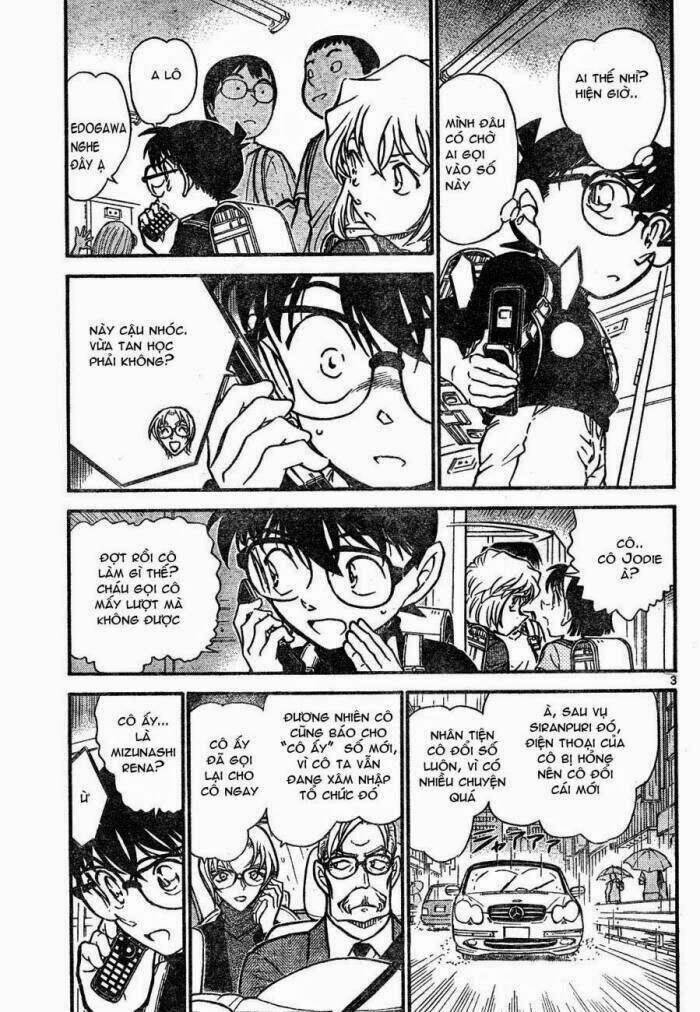 AI THẾ NHỈ?
HIỆN GIỜ..
MÌNH ĐÂU
CÓ CHỜ
AI GỌI
VÀO SỐ
NÀY
A LÔ
EDOGAWA
NGHE
ĐÂY Ạ
NÀY CẬU NHÓC.
VỪA TAN HỌC
PHẢI KHÔNG?
CÔ..
CÔ JODIE
À?
ĐỢT RỒI CÔ
LÀM GÌ THẾ?
CHÁU GỌI CÔ
MẤY LƯỢT MÀ
KHÔNG ĐƯỢC
3
À, SAU VỤ
SIRANPURI ĐÓ,
ĐIỆN THOẠI CỦA
CÔ BỊ HỎNG
NÊN CÔ ĐỔI
CÁI MỚI
NHÂN TIỆN
CÔ ĐỔI SỐ
LUÔN, VÌ CÓ
NHIỀU CHUYỆN
QUÁ
ĐƯƠNG NHIÊN CÔ
CŨNG BÁO CHO
“CÔ ẤY” SỐ MỚI,
VÌ CÔ TA VẪN
ĐANG XÂM NHẬP
TỔ CHỨC ĐÓ
CÔ ẤY
ĐÃ GỌI
LẠI CHO
CÔ NGAY
CÔ ẤY...
LÀ
MIZUNASHI
RENA?
Ừ